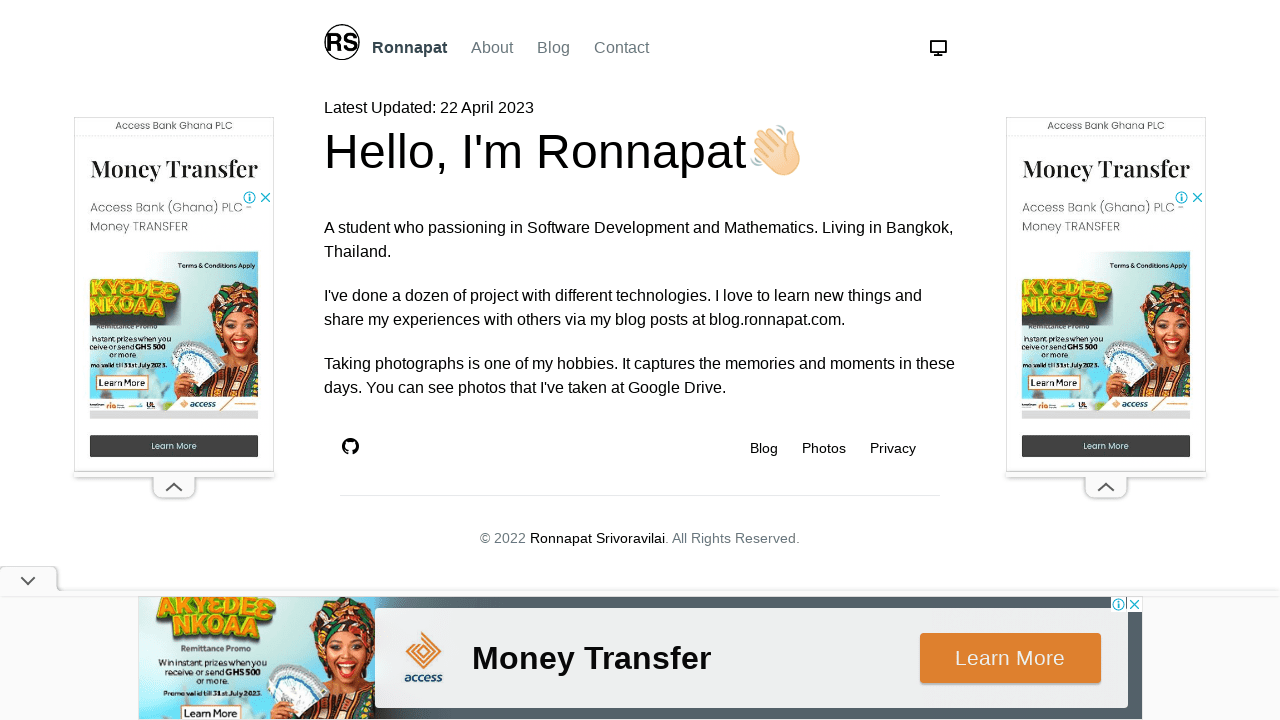 RS
Ronnapat
About
Blog
Contact
Latest Updated: 22 April 2023
Hello, I'm Ronnapat
A student who passioning in Software Development and Mathematics. Living in Bangkok,
Thailand.
I've done a dozen of project with different technologies. I love to learn new things and
share my experiences with others via my blog posts at blog.ronnapat.com.
Taking photographs is one of my hobbies. It captures the memories and moments in these
days. You can see photos that I've taken at Google Drive.
Blog
Photos
Privacy
© 2022 Ronnapat Srivoravilai. All Rights Reserved.
Access Bank Ghana PLC
Money Transfer
Access Bank (Ghana) PLC -
Money TRANSFER
Terms & Conditions Apply
KYEDEE
NKOAA
Remittance Promo
instant prizes when you
receive or send GHS 500
or more.
valid till 31st July 2023.
Learn More
access
Learn More
Access Bank Ghana PLC
Money Transfer
Access Bank (Ghana) PLC -
Money TRANSFER
Terms & Conditions Apply
KYEDEE
NKOAA
Remittance Promo
instant prizes when you
receive or send GHS 500
or more.
valid till 31st July 2023.
Learn More
access
Learn More
AKYEDEE
NKOAA
Remittance Promo
Win instant prizes when you
receive or send GHS 500
or more.
Promo valid till 31st July 2023.
Learn More
access
Money Transfer
Learn More